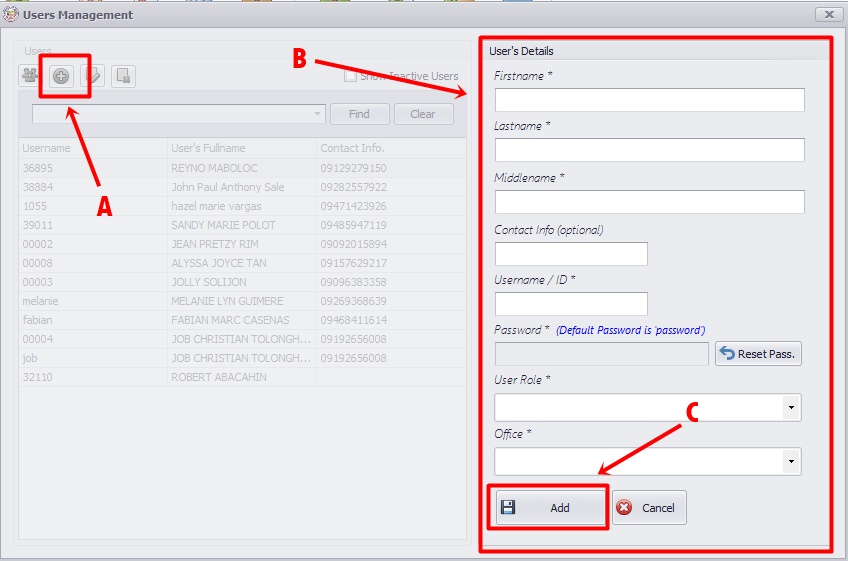 Users Management
Users
Show Inactive Users
Find
Clear
Username User's Fullname Contact Info.
36895 REYNO MABOLOC 09129279150
38884 John Paul Anthony Sale 09282557922
1055 hazel marie vargas 09471423926
39011 SANDY MARIE POLOT 09485947119
00002 JEAN PRETZY RIM 09092015894
00008 ALYSSA JOYCE TAN 09157629217
00003 JOLLY SOLIJON 09096383358
melanie MELANIE LYN GUIMERE 09269368639
fabian FABIAN MARC CASENAS 09468411614
00004 JOB CHRISTIAN TOLONGH... 09192656008
job JOB CHRISTIAN TOLONGH... 09192656008
32110 ROBERT ABACAHIN
A
B
User's Details
Firstname *
Lastname *
Middlename *
Contact Info (optional)
Username / ID *
Password * (Default Password is 'password')
Reset Pass.
User Role *
C
Office *
Add
Cancel